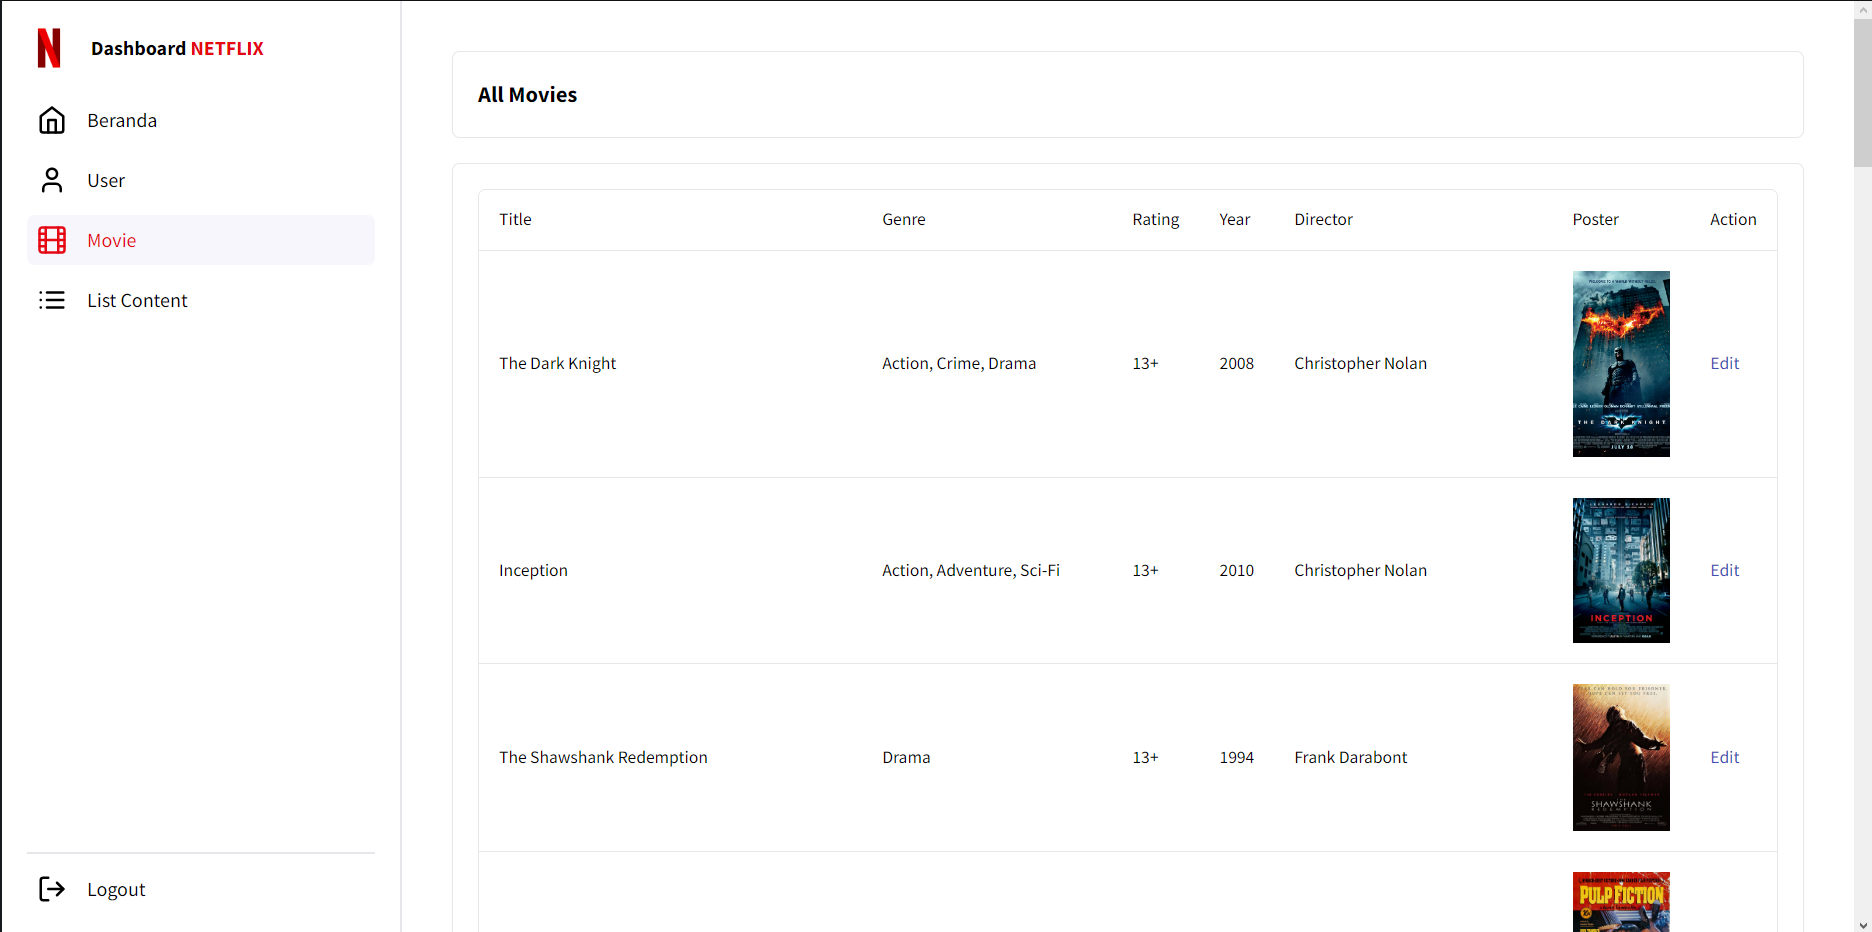 Dashboard NETFLIX
Beranda
User
Movie
List Content
Logout
All Movies
Title Genre Rating Year Director Poster Action
The Dark Knight Action, Crime, Drama 13+ 2008 Christopher Nolan Edit
THE DARK KNIGHT
Inception Action, Adventure, Sci-Fi 13+ 2010 Christopher Nolan Edit
INCEPTION
The Shawshank Redemption Drama 13+ 1994 Frank Darabont Edit
SHAWSHANK
REDEMPTION
PULP FICTION